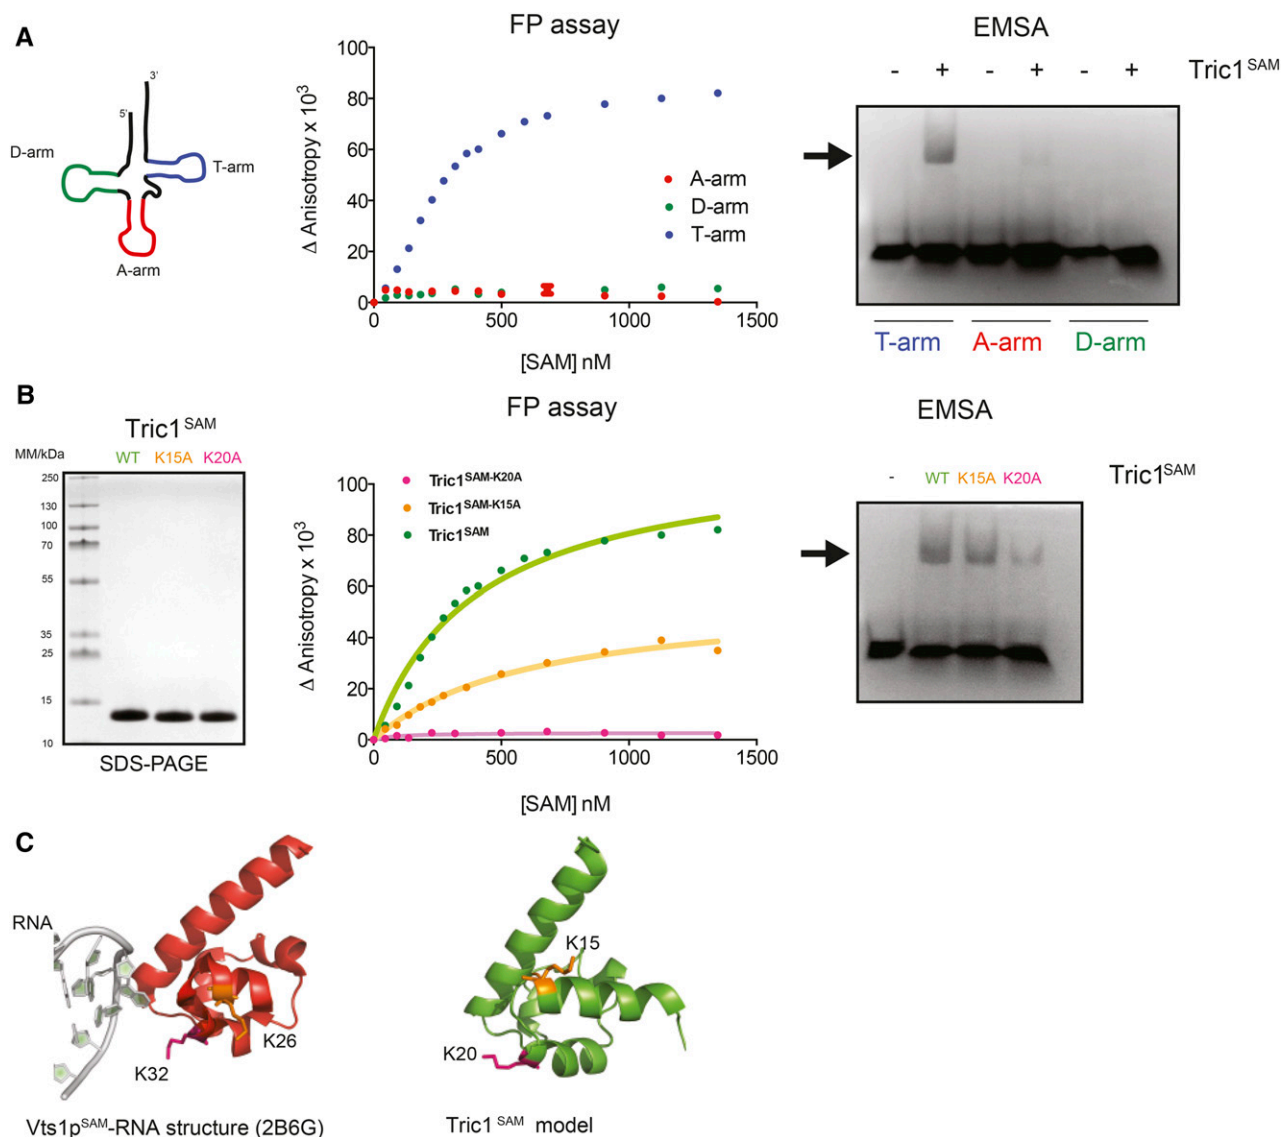 A
5'
3'
D-arm
T-arm
A-arm
FP assay
Δ Anisotropy x 10³
100
80
60
40
20
0
0
500
1000
1500
[SAM] nM
A-arm
D-arm
T-arm
EMSA
- + - + - + Tric1SAM
T-arm A-arm D-arm
B
Tric1SAM
MM/kDa WT K15A K20A
250
130
100
70
55
35
25
15
10
SDS-PAGE
FP assay
Δ Anisotropy x 10³
100
80
60
40
20
0
0
500
1000
1500
[SAM] nM
Tric1SAM-K20A
Tric1SAM-K15A
Tric1SAM
EMSA
- WT K15A K20A Tric1SAM
C
RNA
K32
K26
Vts1pSAM-RNA structure (2B6G)
K15
K20
Tric1 SAM model